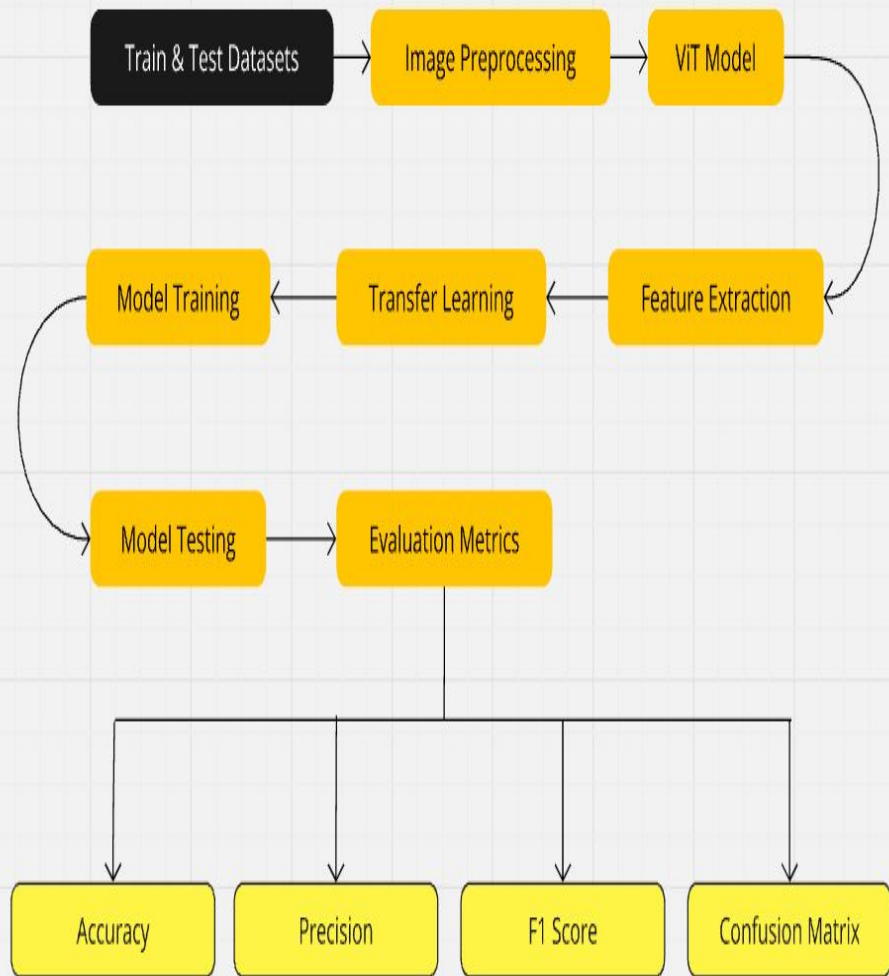 Train & Test Datasets
Image Preprocessing
ViT Model
Feature Extraction
Transfer Learning
Model Training
Model Testing
Evaluation Metrics
Accuracy
Precision
F1 Score
Confusion Matrix